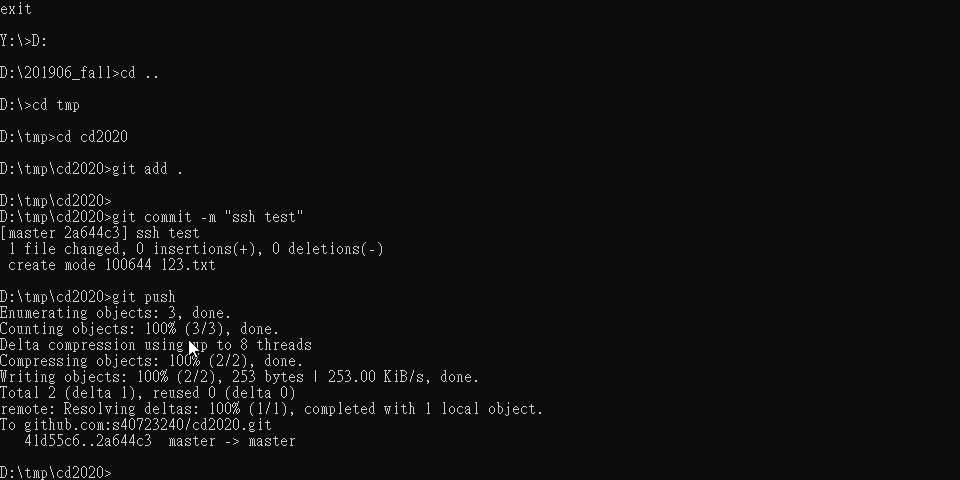 exit
Y:\>D:
D:\201906_fall>cd ..
D:\>cd tmp
D:\tmp>cd cd2020
D:\tmp\cd2020>git add .
D:\tmp\cd2020>
D:\tmp\cd2020>git commit -m "ssh test"
[master 2a644c3] ssh test
 1 file changed, 0 insertions(+), 0 deletions(-)
 create mode 100644 123.txt
D:\tmp\cd2020>git push
Enumerating objects: 3, done.
Counting objects: 100% (3/3), done.
Delta compression using up to 8 threads
Compressing objects: 100% (2/2), done.
Writing objects: 100% (2/2), 253 bytes | 253.00 KiB/s, done.
Total 2 (delta 1), reused 0 (delta 0)
remote: Resolving deltas: 100% (1/1), completed with 1 local object.
To github.com:s40723240/cd2020.git
   41d55c6..2a644c3  master -> master
D:\tmp\cd2020>